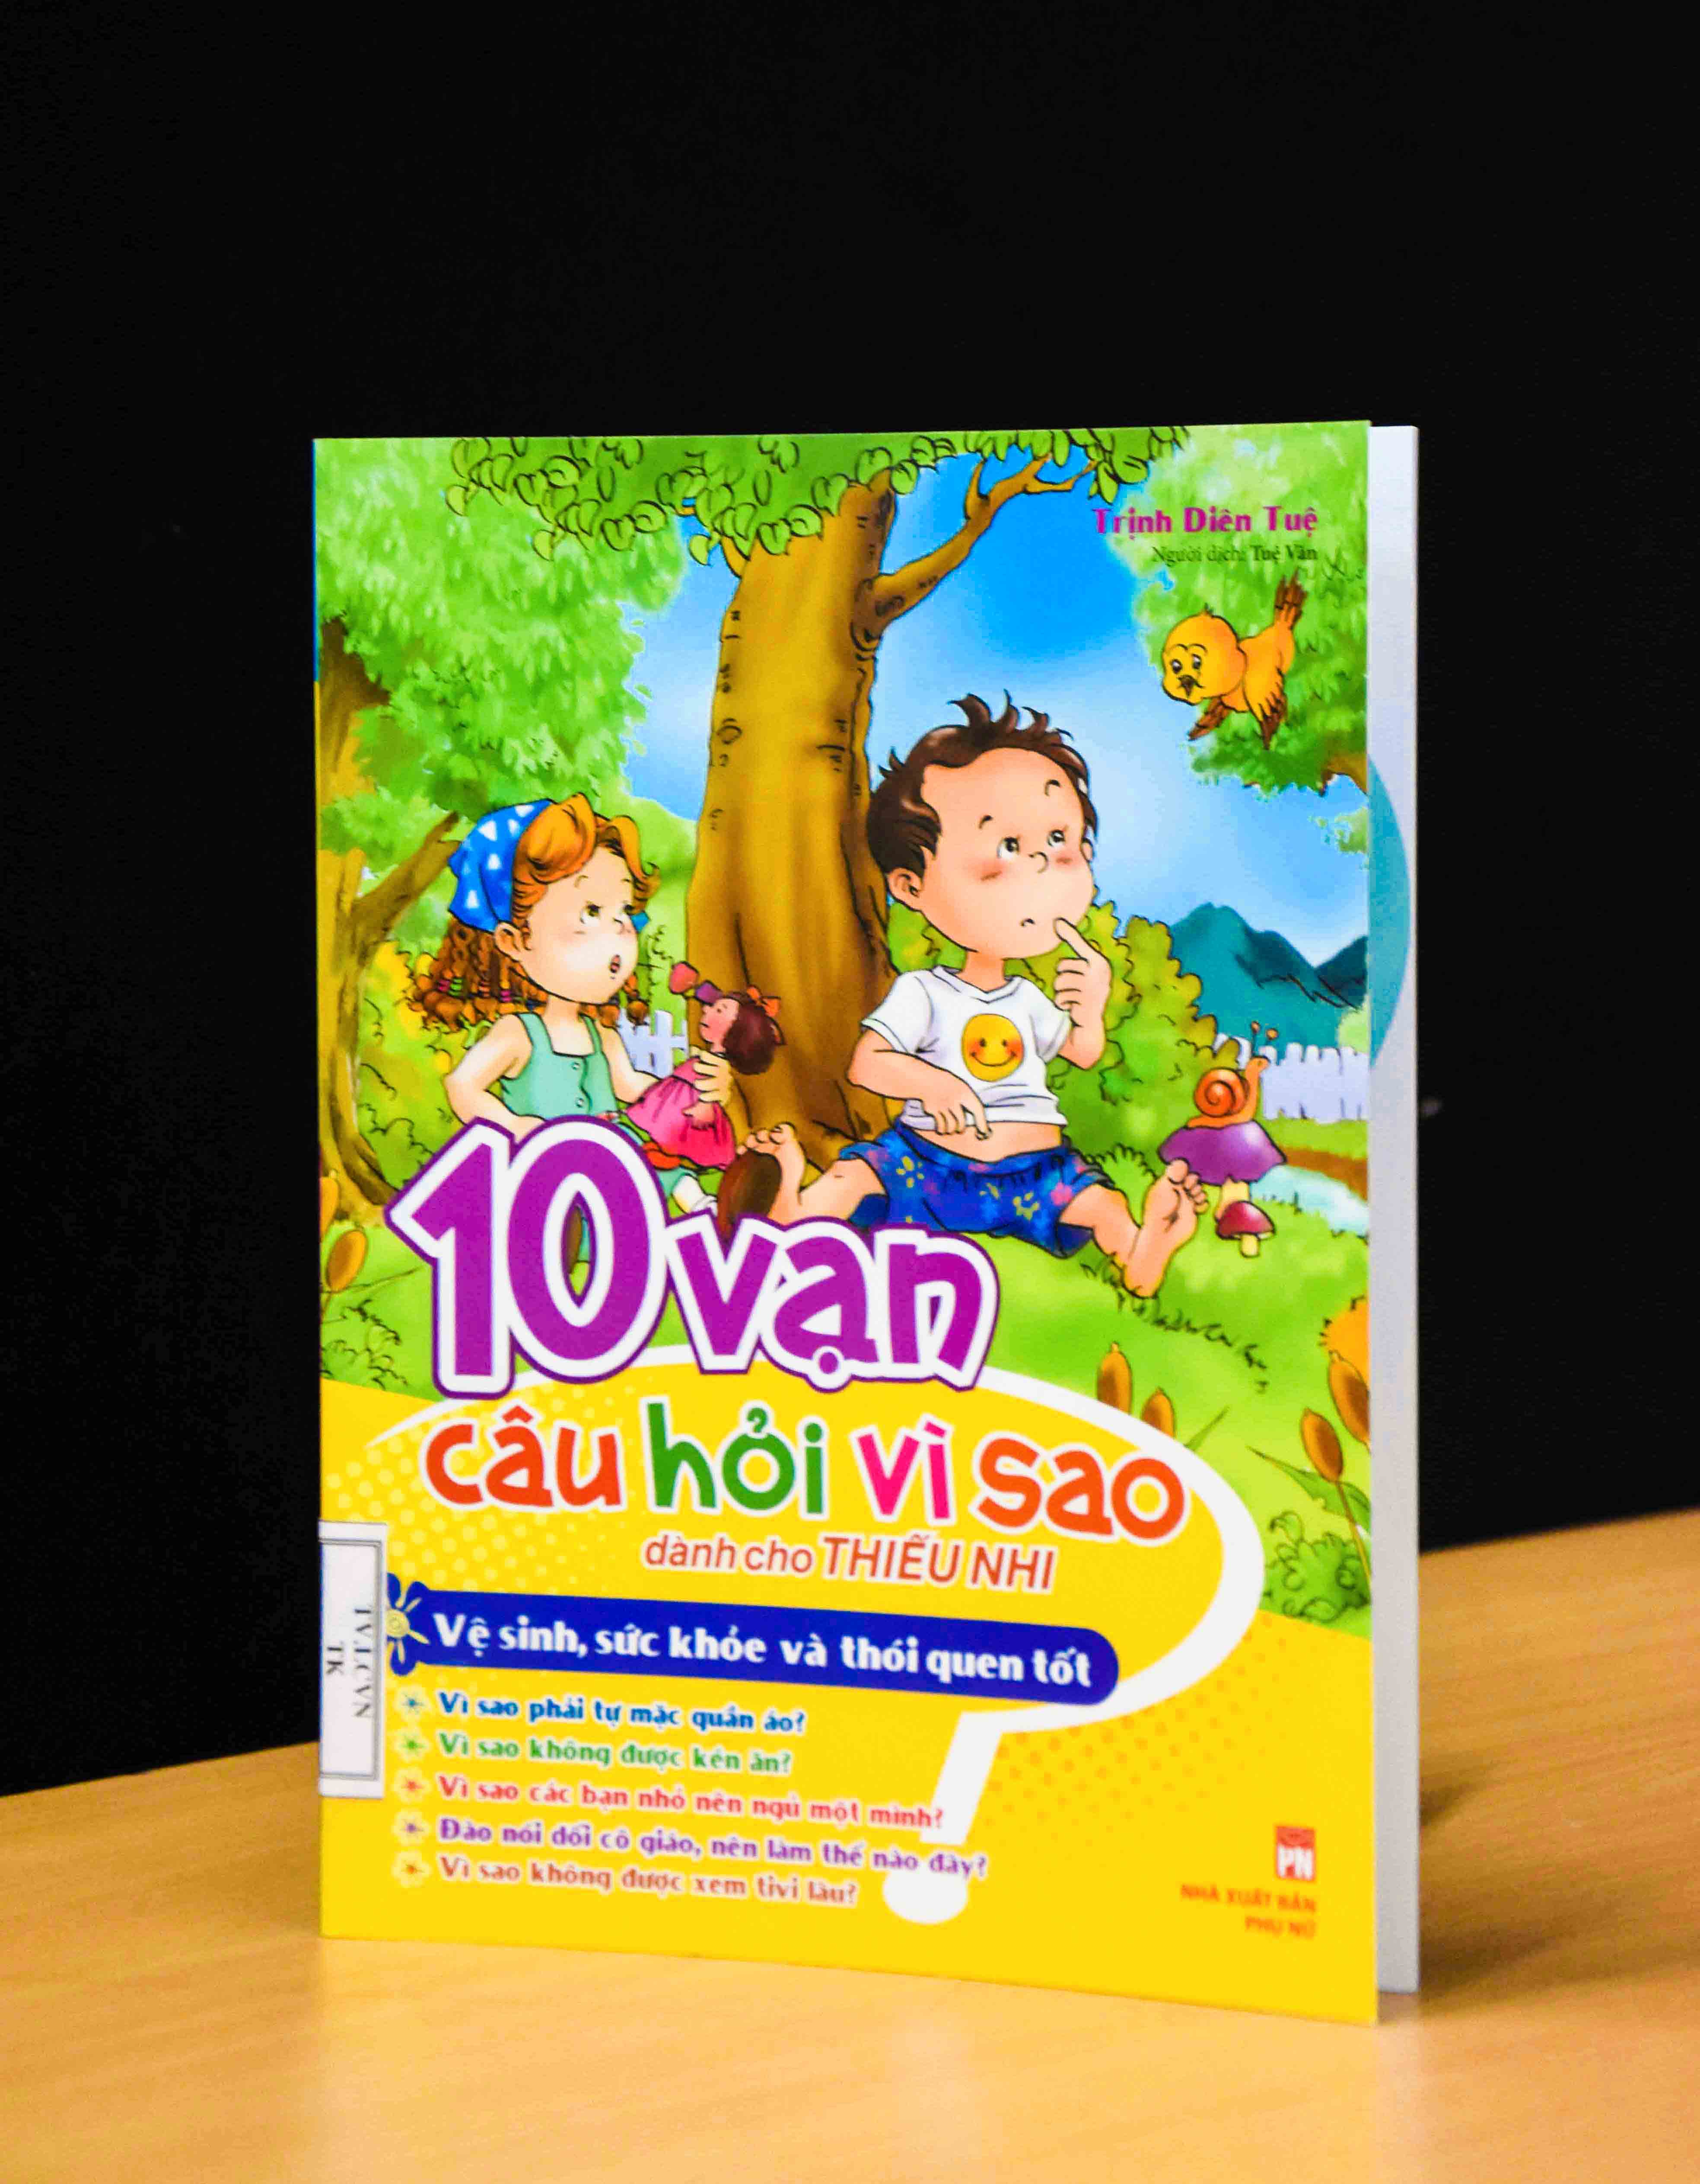 Trịnh Diên Tuệ
Người dịch: Tuệ Văn
10 vạn
câu hỏi vì sao
dành cho THIẾU NHI
Vệ sinh, sức khỏe và thói quen tốt
Vì sao phải tự mặc quần áo?
Vì sao không được kén ăn?
Vì sao các bạn nhỏ nên ngủ một mình?
Đào nói dối cô giáo, nên làm thế nào đây?
Vì sao không được xem tivi lâu?
PN
NHÀ XUẤT BẢN
PHỤ NỮ
TK